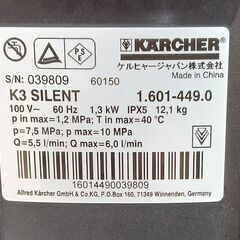 KÄRCHER
ケルヒャージャパン株式会社
Made in China
S/N: 039809 60150
K3 SILENT 1.601-449.0
100 V~ 60 Hz 1,3 kW IPX5 12,1 kg
p in max=1,2 MPa; T in max=40 °C
p=7,5 MPa; p max=10 MPa
Q=5,5 l/min; Q max=6,0 l/min
16014490039809
Alfred Kärcher GmbH & Co.KG, P.O.Box 160, 71349 Winnenden, Germany